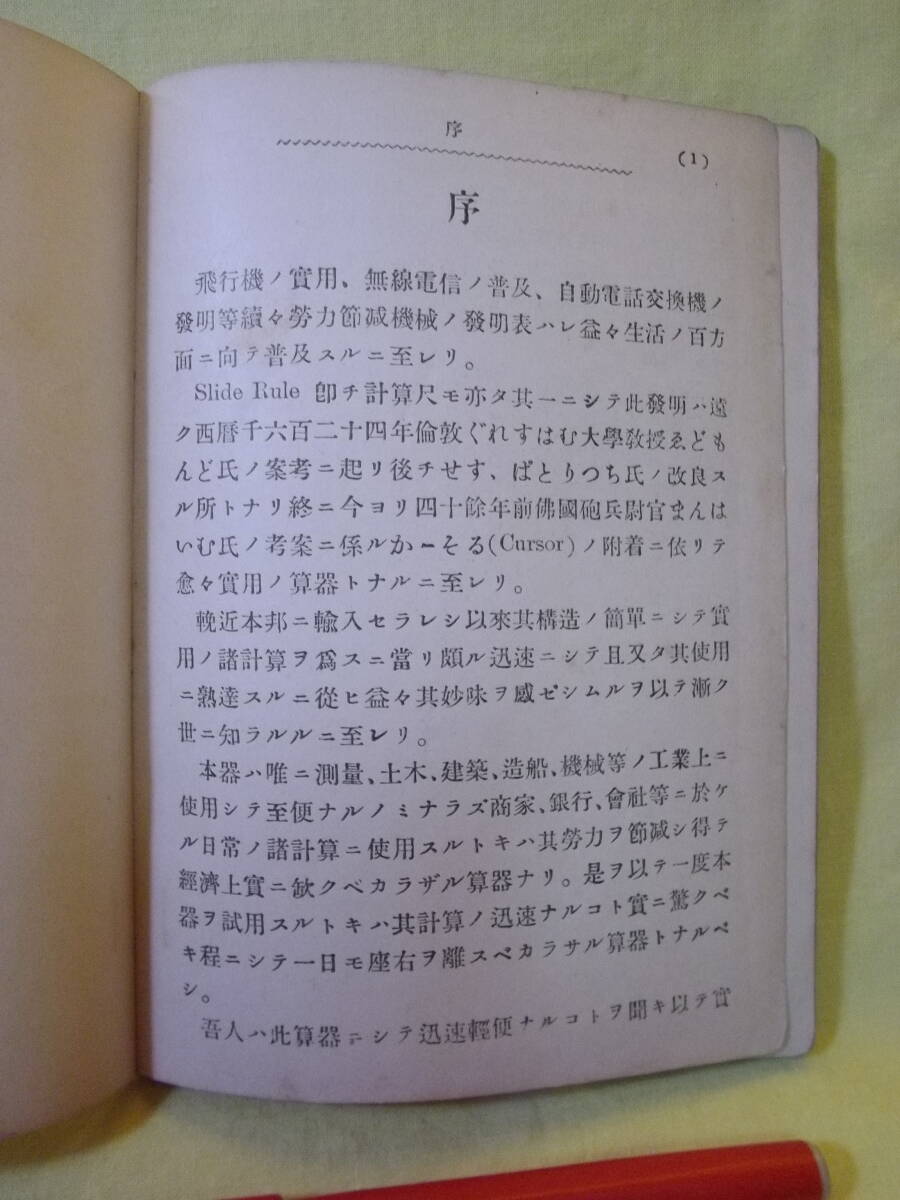 序
(1)
序
飛行機ノ實用、無線電信ノ普及、自動電話交換機ノ
發明等續々勞力節減機械ノ發明表ハレ益々生活ノ百方
面ニ向テ普及スルニ至レリ。
Slide Rule 卽チ計算尺モ亦タ其一ニシテ此發明ハ遠
ク西曆千六百二十四年倫敦ぐれすはむ大學敎授ゑども
んど氏ノ案考ニ起リ後チせす、ばとりつち氏ノ改良ス
ル所トナリ終ニ今ヨリ四十餘年前佛國砲兵尉官まんは
いむ氏ノ考案ニ係ルかーそる(Cursor)ノ附着ニ依リテ
愈々實用ノ算器トナルニ至レリ。
輓近本邦ニ輸入セラレシ以來其構造ノ簡單ニシテ實
用ノ諸計算ヲ爲スニ當リ頗ル迅速ニシテ且又タ其使用
ニ熟達スルニ從ヒ益々其妙味ヲ感ゼシムルヲ以テ漸ク
世ニ知ラルルニ至レリ。
本器ハ唯ニ測量、土木、建築、造船、機械等ノ工業上ニ
使用シテ至便ナルノミナラズ商家、銀行、會社等ニ於ケ
ル日常ノ諸計算ニ使用スルトキハ其勞力ヲ節減シ得テ
經濟上實ニ缺クベカラザル算器ナリ。是ヲ以テ一度本
器ヲ試用スルトキハ其計算ノ迅速ナルコト實ニ驚クベ
キ程ニシテ一日モ座右ヲ離スベカラサル算器トナルベ
シ。
吾人ハ此算器ニシテ迅速輕便ナルコトヲ聞キ以テ實